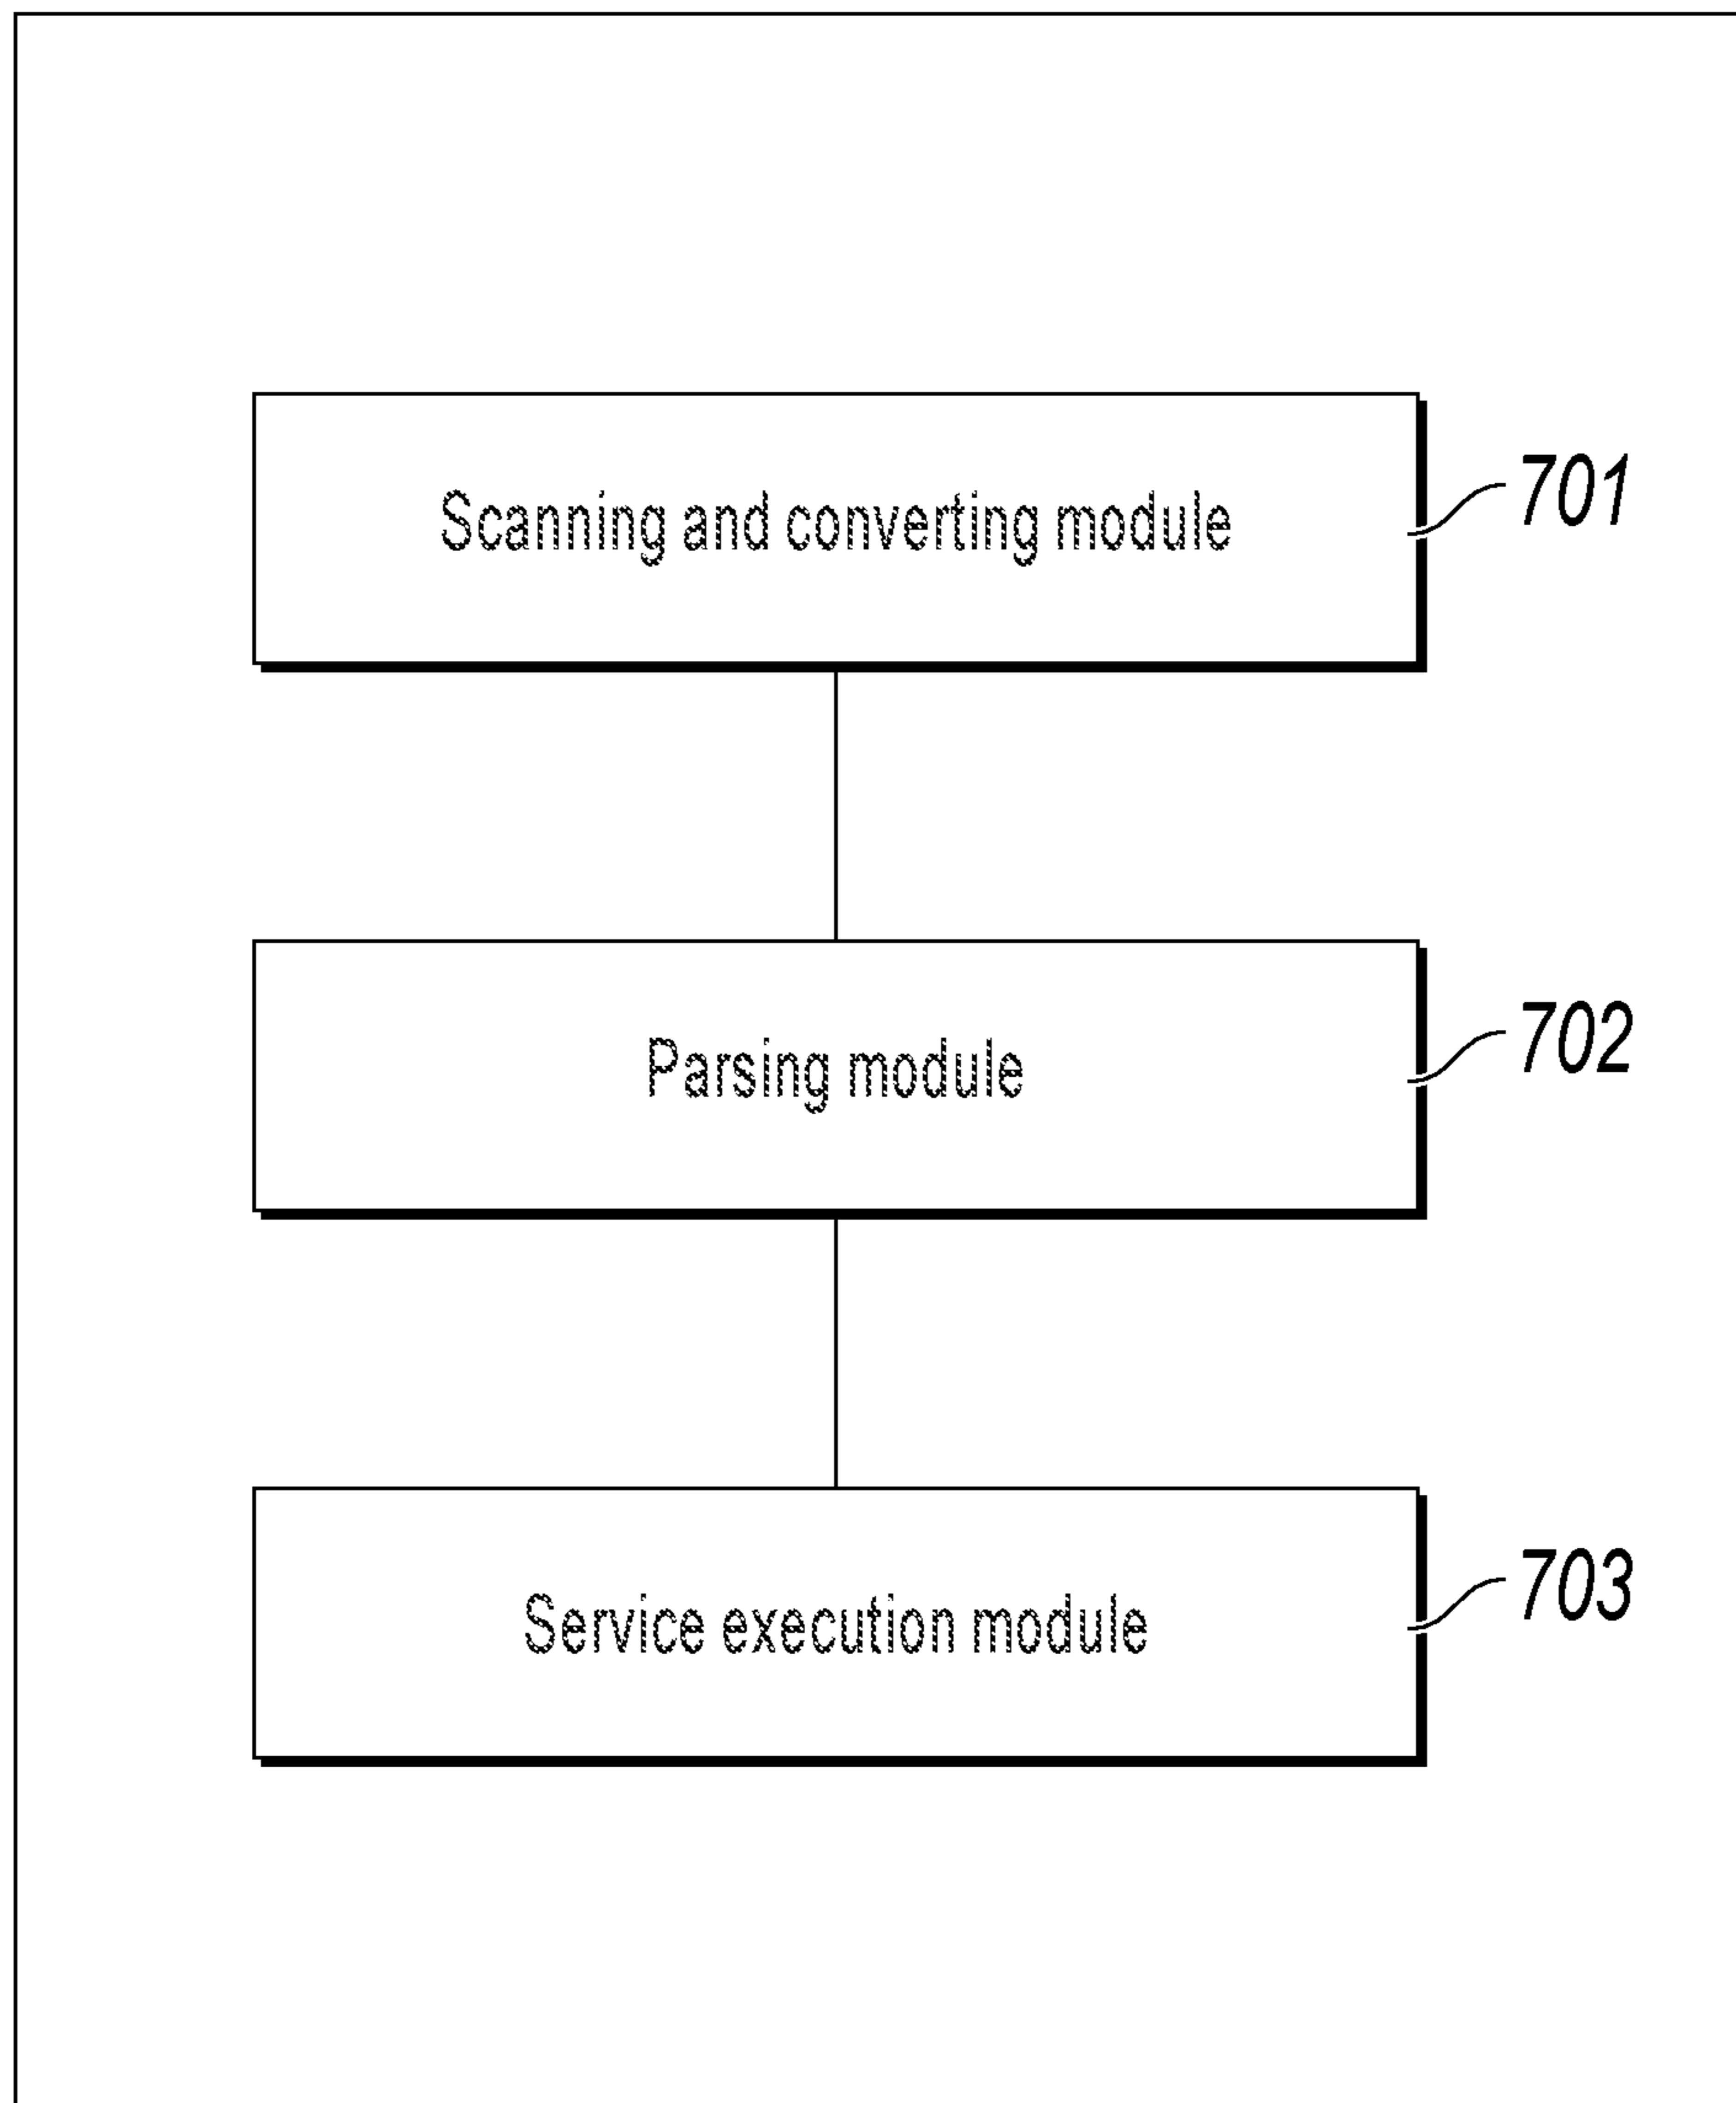 Scanning and converting module
701
Parsing module
702
Service execution module
703